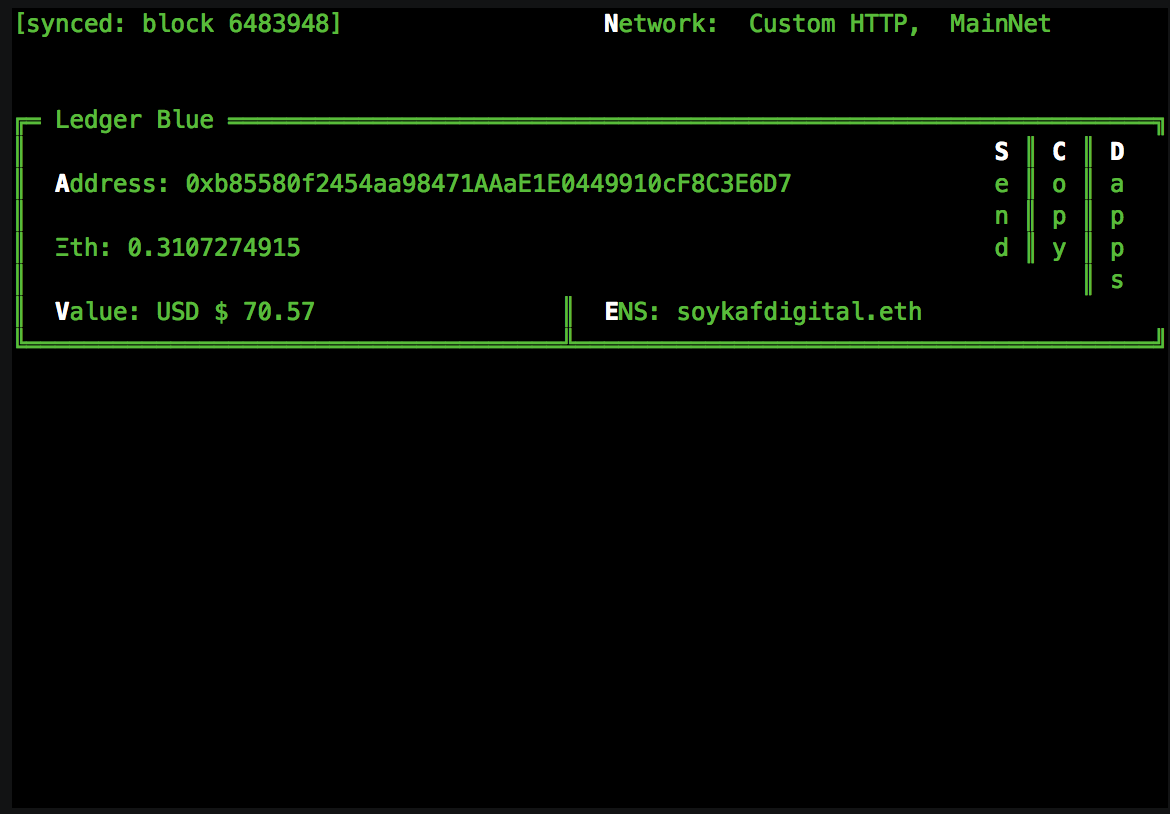 [synced: block 6483948] Network: Custom HTTP, MainNet
Ledger Blue
Address: 0xb85580f2454aa98471AAaE1E0449910cF8C3E6D7
Ξth: 0.3107274915
Value: USD $ 70.57
ENS: soykafdigital.eth
Send
Copy
Dapps